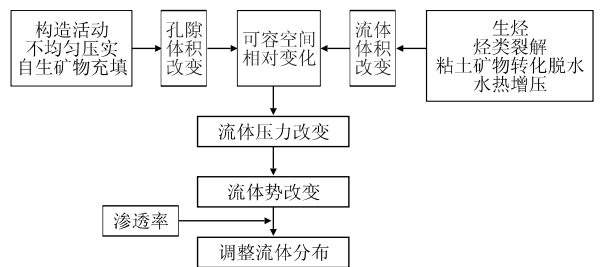 构造活动
不均匀压实
自生矿物充填
孔隙
体积
改变
可容空间
相对变化
流体
体积
改变
生烃
烃类裂解
粘土矿物转化脱水
水热增压
流体压力改变
流体势改变
渗透率
调整流体分布